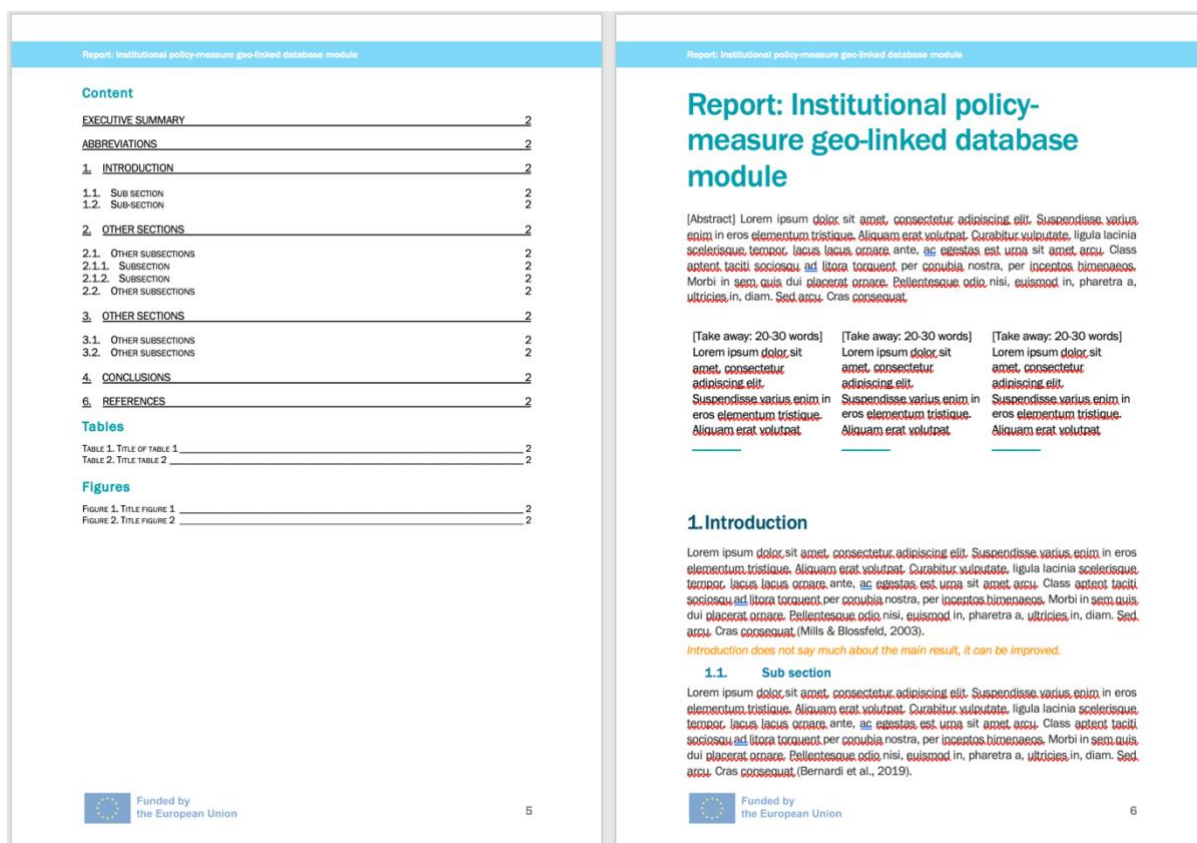 Report: Institutional policy-measure geo-linked database module
Content
EXECUTIVE SUMMARY 2
ABBREVIATIONS 2
1. INTRODUCTION 2
1.1. SUB SECTION 2
1.2. SUB-SECTION 2
2. OTHER SECTIONS 2
2.1. OTHER SUBSECTIONS 2
2.1.1. SUBSECTION 2
2.1.2. SUBSECTION 2
2.2. OTHER SUBSECTIONS 2
3. OTHER SECTIONS 2
3.1. OTHER SUBSECTIONS 2
3.2. OTHER SUBSECTIONS 2
4. CONCLUSIONS 2
6. REFERENCES 2
Tables
TABLE 1. TITLE OF TABLE 1 2
TABLE 2. TITLE TABLE 2 2
Figures
FIGURE 1. TITLE FIGURE 1 2
FIGURE 2. TITLE FIGURE 2 2
Funded by
the European Union
5
Report: Institutional policy-measure geo-linked database module
Report: Institutional policy-
measure geo-linked database
module
[Abstract] Lorem ipsum dolor sit amet, consectetur adipiscing elit. Suspendisse varius
enim in eros elementum tristique. Aliquam erat volutpat. Curabitur vulputate, ligula lacinia
scelerisque tempor, lacus lacus ornare ante, ac egestas est urna sit amet arcu. Class
aptent taciti sociosqu ad litora torquent per conubia nostra, per inceptos himenaeos.
Morbi in sem quis dui placerat ornare. Pellentesque odio nisi, euismod in, pharetra a,
ultricies in, diam. Sed arcu. Cras consequat.
[Take away: 20-30 words]
Lorem ipsum dolor sit
amet, consectetur
adipiscing elit.
Suspendisse varius enim in
eros elementum tristique.
Aliquam erat volutpat.
[Take away: 20-30 words]
Lorem ipsum dolor sit
amet, consectetur
adipiscing elit.
Suspendisse varius enim in
eros elementum tristique.
Aliquam erat volutpat.
[Take away: 20-30 words]
Lorem ipsum dolor sit
amet, consectetur
adipiscing elit.
Suspendisse varius enim in
eros elementum tristique.
Aliquam erat volutpat.
1. Introduction
Lorem ipsum dolor sit amet, consectetur adipiscing elit. Suspendisse varius enim in eros
elementum tristique. Aliquam erat volutpat. Curabitur vulputate, ligula lacinia scelerisque
tempor, lacus lacus ornare ante, ac egestas est urna sit amet arcu. Class aptent taciti
sociosqu ad litora torquent per conubia nostra, per inceptos himenaeos. Morbi in sem quis
dui placerat ornare. Pellentesque odio nisi, euismod in, pharetra a, ultricies in, diam. Sed
arcu. Cras consequat (Mills & Blossfeld, 2003).
Introduction does not say much about the main result, it can be improved.
1.1. Sub section
Lorem ipsum dolor sit amet, consectetur adipiscing elit. Suspendisse varius enim in eros
elementum tristique. Aliquam erat volutpat. Curabitur vulputate, ligula lacinia scelerisque
tempor, lacus lacus ornare ante, ac egestas est urna sit amet arcu. Class aptent taciti
sociosqu ad litora torquent per conubia nostra, per inceptos himenaeos. Morbi in sem quis
dui placerat ornare. Pellentesque odio nisi, euismod in, pharetra a, ultricies in, diam. Sed
arcu. Cras consequat (Bernardi et al., 2019).
Funded by
the European Union
6